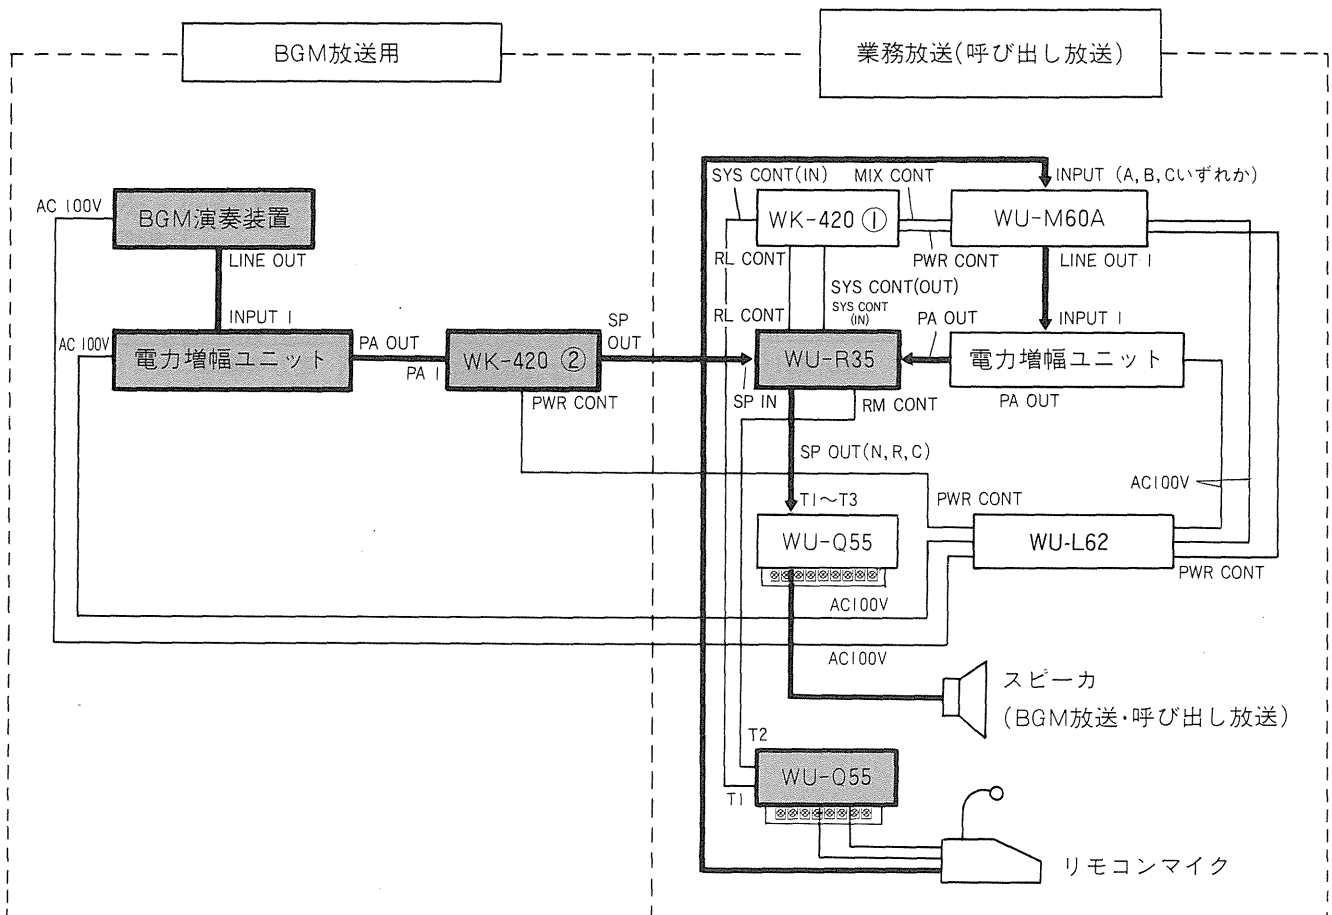 BGM放送用
業務放送(呼び出し放送)
SYS CONT(IN)
MIX CONT
INPUT (A, B, Cいずれか)
AC 100V
BGM演奏装置
WK-420 ①
WU-M60A
LINE OUT
RL CONT
PWR CONT
LINE OUT 1
SYS CONT(OUT)
SYS CONT
(IN)
INPUT 1
SP
OUT
RL CONT
PA OUT
INPUT 1
AC 100V
電力増幅ユニット
PA OUT
PA 1
WK-420 ②
WU-R35
電力増幅ユニット
PWR CONT
SP IN
RM CONT
PA OUT
SP OUT(N, R, C)
AC100V
T1～T3
PWR CONT
WU-Q55
WU-L62
PWR CONT
AC100V
AC100V
スピーカ
(BGM放送・呼び出し放送)
T2
WU-Q55
T1
リモコンマイク